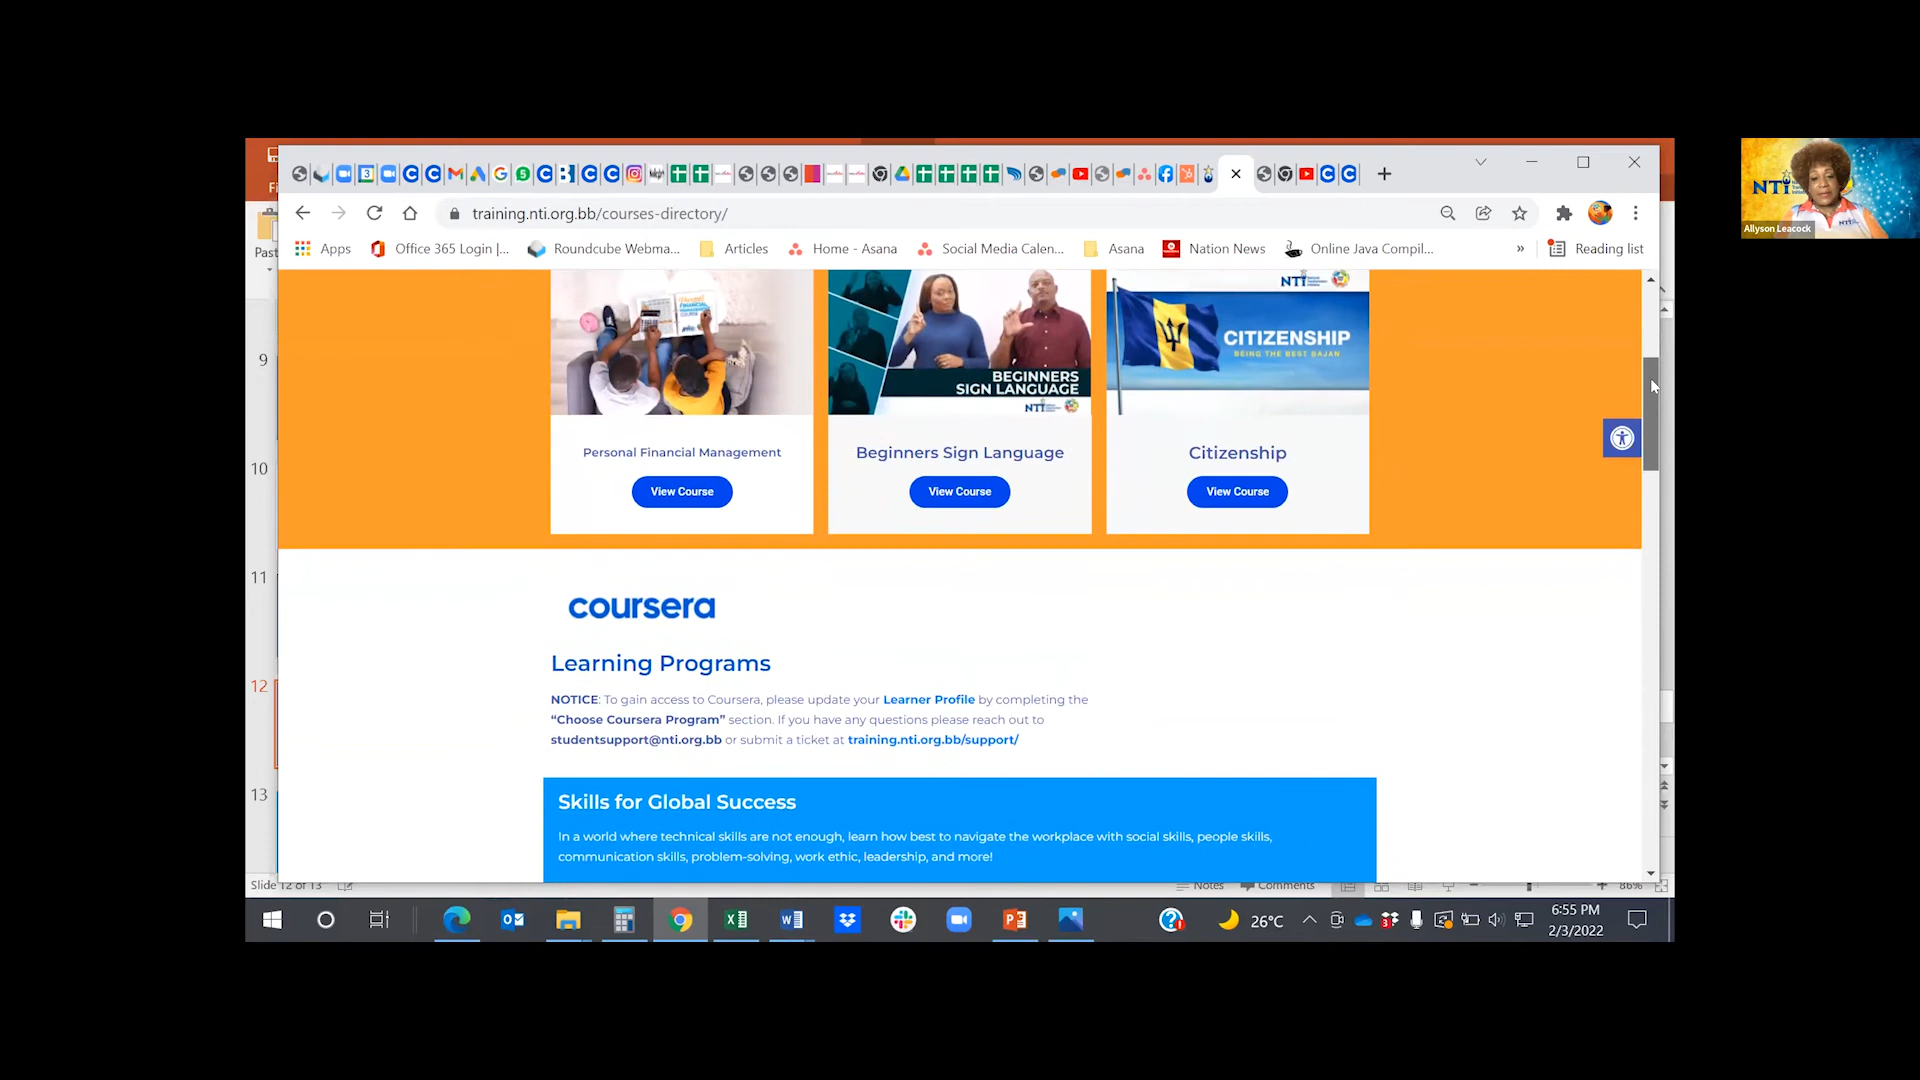 training.nti.org.bb/courses-directory/
Apps
Office 365 Login |...
Roundcube Webma...
Articles
Home - Asana
Social Media Calen...
Asana
Nation News
Online Java Compil...
»
Reading list
Past
9
10
11
12
13
NTI
CITIZENSHIP
BEING THE BEST BAJAN
BEGINNERS
SIGN LANGUAGE
NTI
Personal Financial Management
Beginners Sign Language
Citizenship
View Course
View Course
View Course
coursera
Learning Programs
NOTICE: To gain access to Coursera, please update your Learner Profile by completing the
“Choose Coursera Program” section. If you have any questions please reach out to
studentsupport@nti.org.bb or submit a ticket at training.nti.org.bb/support/
Skills for Global Success
In a world where technical skills are not enough, learn how best to navigate the workplace with social skills, people skills,
communication skills, problem-solving, work ethic, leadership, and more!
Slide 12 of 13
Notes
Comments
86%
26°C
6:55 PM
2/3/2022
NTI
Allyson Leacock